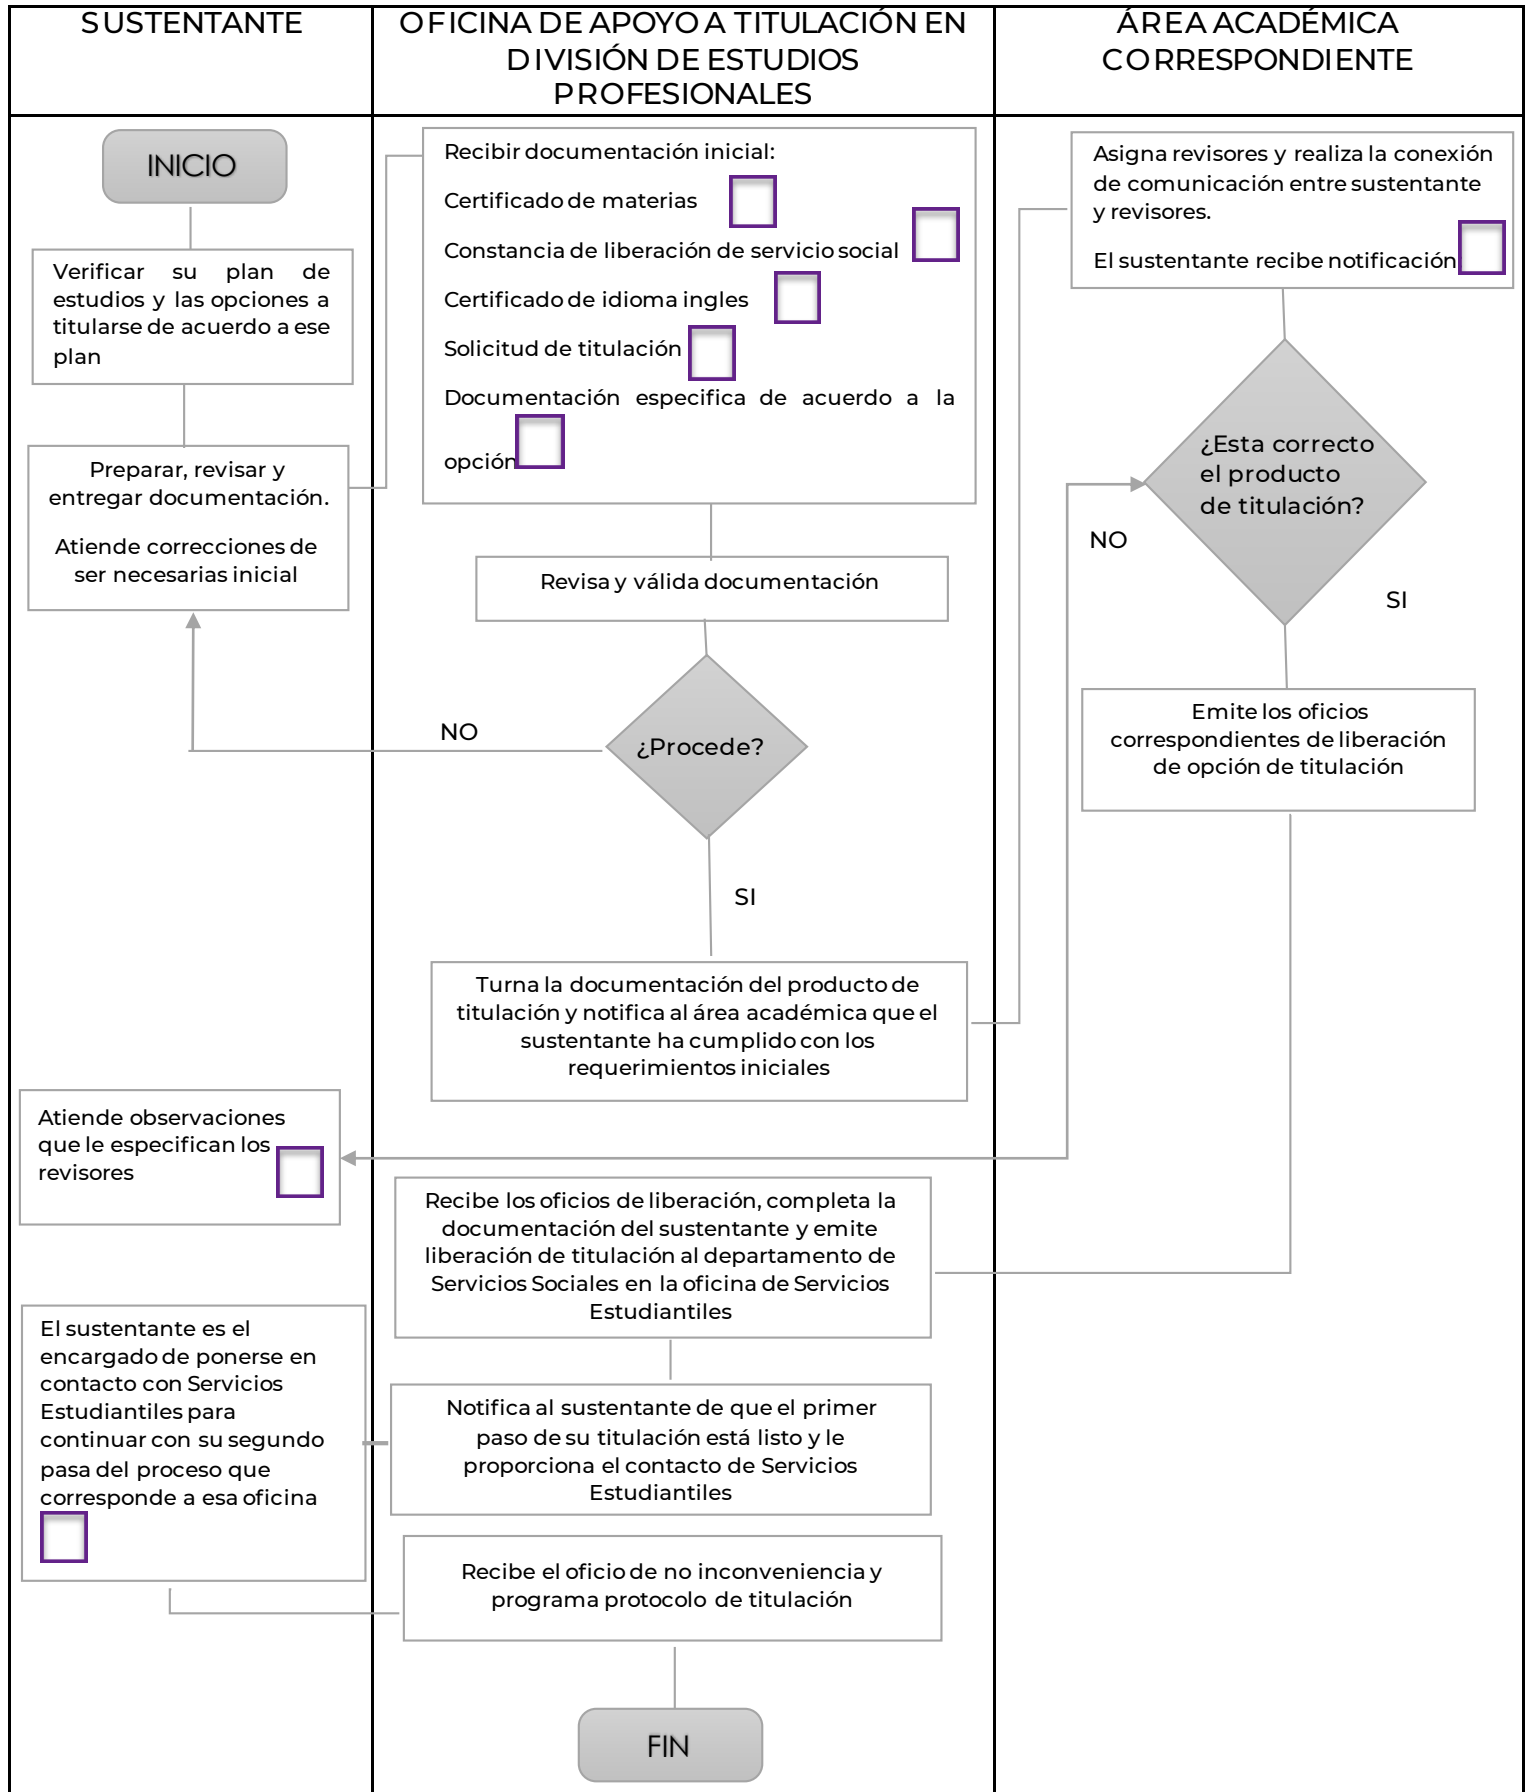 SUSTENTANTE
OFICINA DE APOYO A TITULACIÓN EN
DIVISIÓN DE ESTUDIOS
PROFESIONALES
ÁREA ACADÉMICA
CORRESPONDIENTE
INICIO
Verificar su plan de
estudios y las opciones a
titularse de acuerdo a ese
plan
Preparar, revisar y
entregar documentación.
Atiende correcciones de
ser necesarias inicial
Recibir documentación inicial:
Certificado de materias
Constancia de liberación de servicio social
Certificado de idioma ingles
Solicitud de titulación
Documentación especifica de acuerdo a la
opción
Revisa y válida documentación
¿Procede?
NO
SI
Turna la documentación del producto de
titulación y notifica al área académica que el
sustentante ha cumplido con los
requerimientos iniciales
Asigna revisores y realiza la conexión
de comunicación entre sustentante
y revisores.
El sustentante recibe notificación
¿Esta correcto
el producto
de titulación?
NO
SI
Emite los oficios
correspondientes de liberación
de opción de titulación
Atiende observaciones
que le especifican los
revisores
Recibe los oficios de liberación, completa la
documentación del sustentante y emite
liberación de titulación al departamento de
Servicios Sociales en la oficina de Servicios
Estudiantiles
Notifica al sustentante de que el primer
paso de su titulación está listo y le
proporciona el contacto de Servicios
Estudiantiles
El sustentante es el
encargado de ponerse en
contacto con Servicios
Estudiantiles para
continuar con su segundo
pasa del proceso que
corresponde a esa oficina
Recibe el oficio de no inconveniencia y
programa protocolo de titulación
FIN